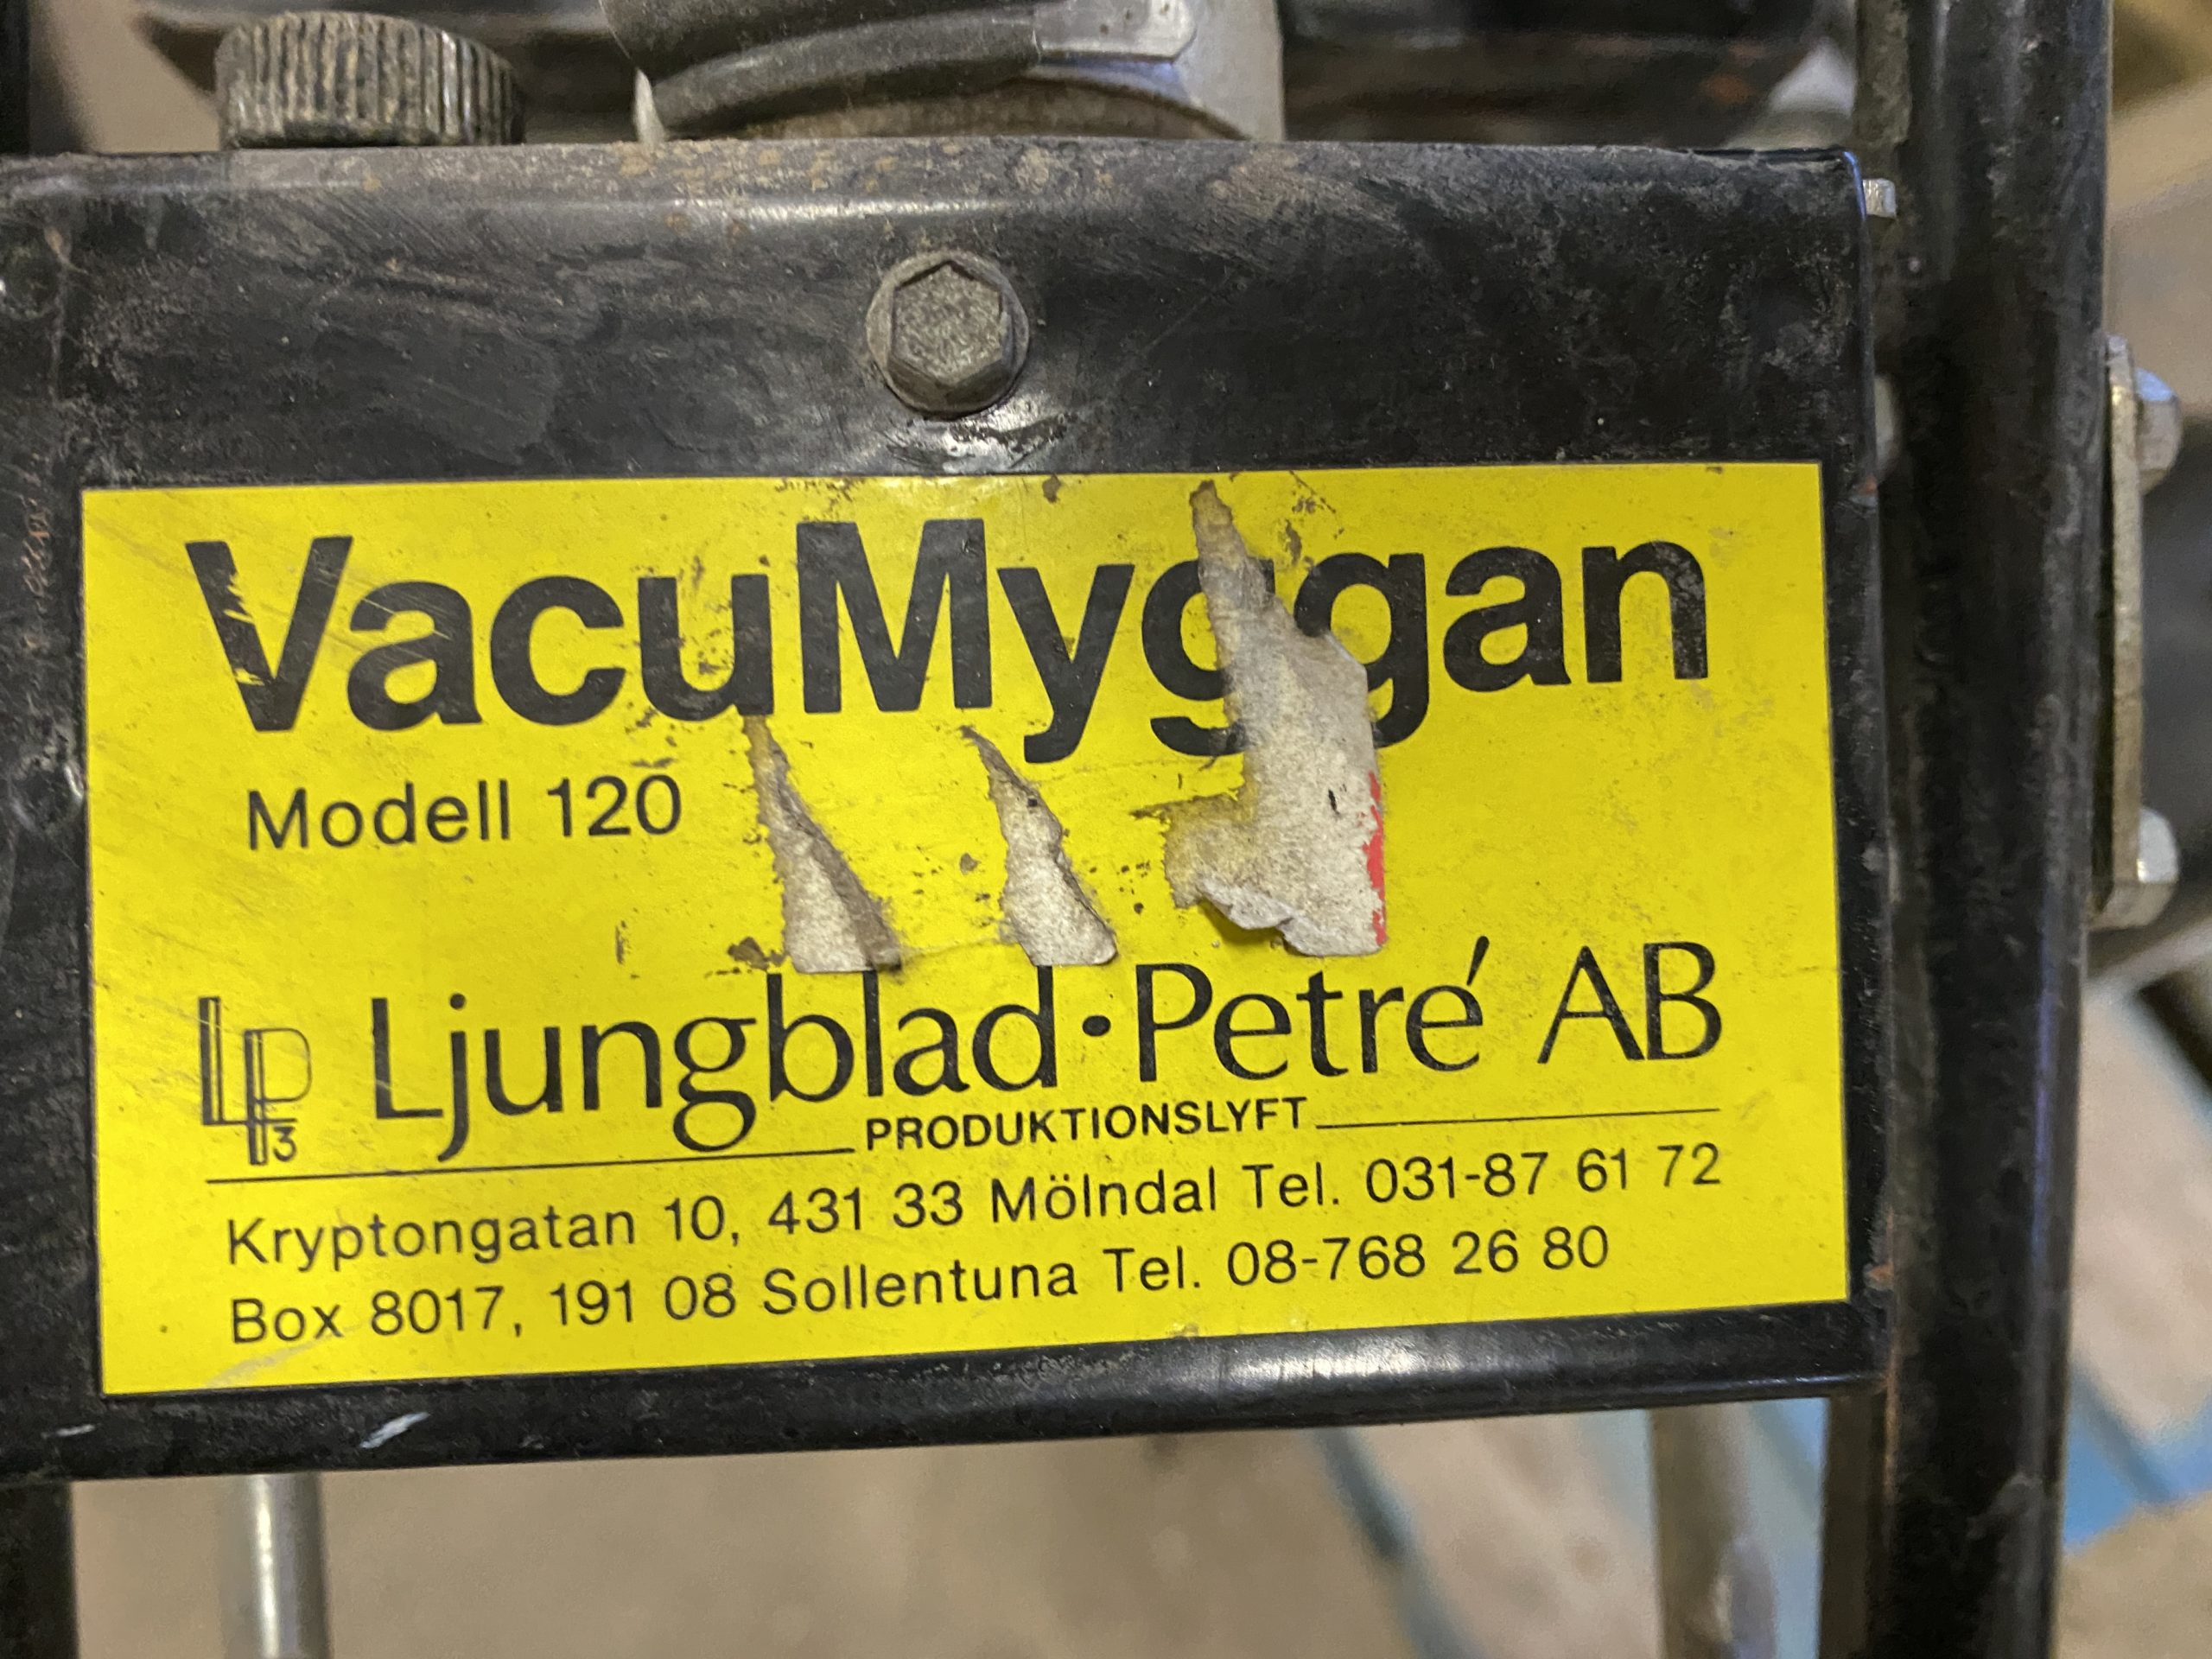 VacuMyggan
Modell 120
LP3 Ljungblad·Petré AB
PRODUKTIONSLYFT
Kryptongatan 10, 431 33 Mölndal Tel. 031-87 61 72
Box 8017, 191 08 Sollentuna Tel. 08-768 26 80